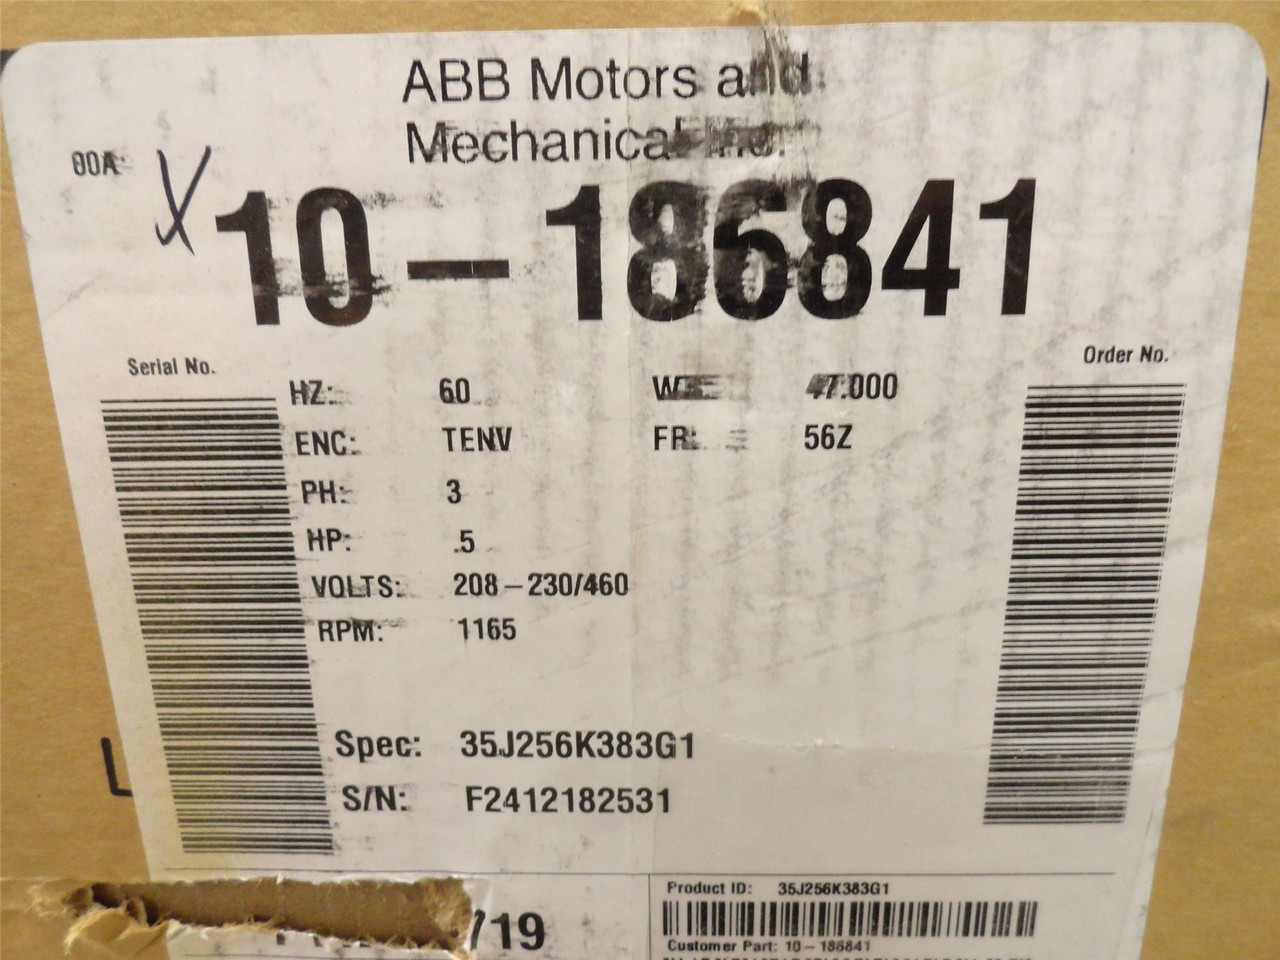 ABB Motors and
Mechanical Inc.
00A:
10-186841
Serial No.
Order No.
HZ: 60
47.000
ENC: TENV
FR: 56Z
PH: 3
HP: .5
VOLTS: 208-230/460
RPM: 1165
Spec: 35J256K383G1
S/N: F2412182531
L
719
Product ID: 35J256K383G1
Customer Part: 10-186841